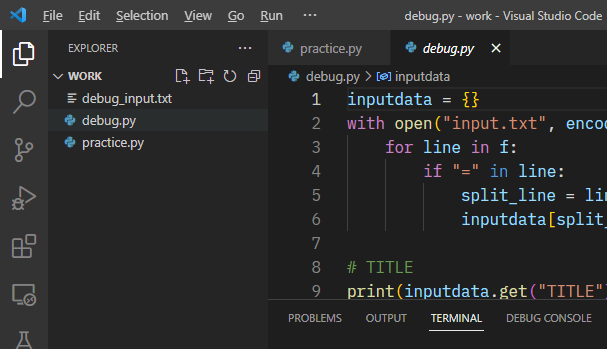 File Edit View Go Run ··· debug.py - work - Visual Studio Code
EXPLORER ···
WORK
debug_input.txt
debug.py
practice.py
practice.py debug.py
debug.py > inputdata
1 inputdata = {}
2 with open("input.txt", enco
3 for line in f:
4 if "=" in line:
5 split_line = li
6 inputdata[split_
7
8 # TITLE
9 print(inputdata.get("TITLE")
PROBLEMS OUTPUT TERMINAL DEBUG CONSOLE